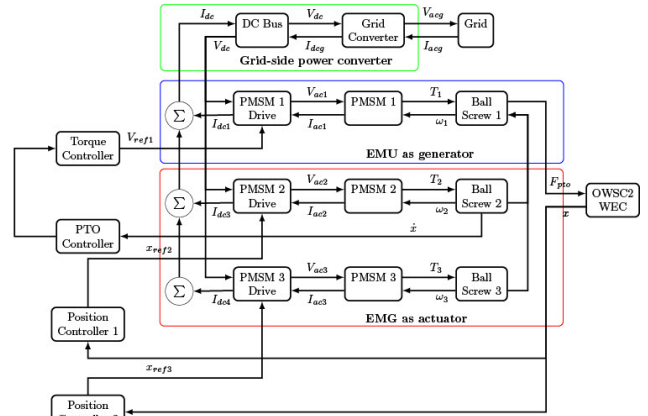 I_dc
DC Bus
V_dc
Grid
Converter
V_acg
Grid
V_dc
I_dcg
I_acg
Grid-side power converter
Σ
PMSM 1
Drive
V_ac1
PMSM 1
T_1
Ball
Screw 1
I_dc1
I_ac1
ω_1
Torque
Controller
V_ref1
EMU as generator
Σ
PMSM 2
Drive
V_ac2
PMSM 2
T_2
Ball
Screw 2
F_pto
OWSC2
WEC
I_dc3
I_ac2
ω_2
x
PTO
Controller
ẋ
x_ref2
Σ
PMSM 3
Drive
V_ac3
PMSM 3
T_3
Ball
Screw 3
I_dc4
I_ac3
ω_3
Position
Controller 1
EMG as actuator
x_ref3
Position